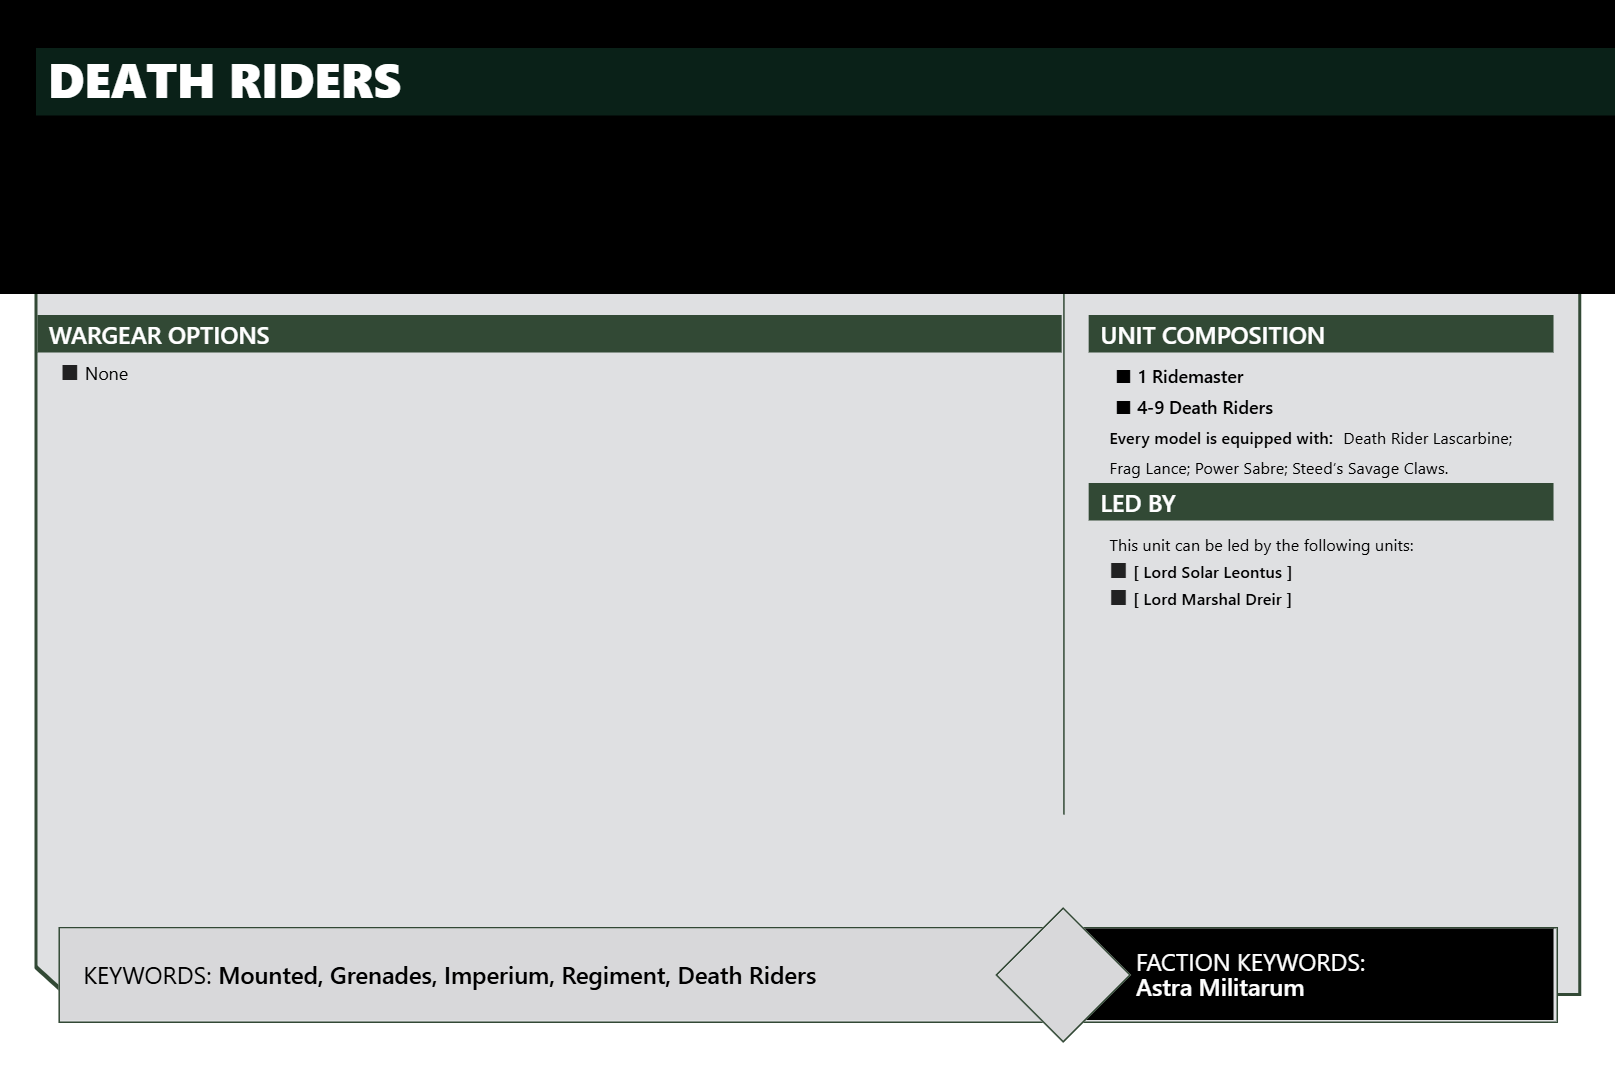 DEATH RIDERS
WARGEAR OPTIONS
■ None
UNIT COMPOSITION
■ 1 Ridemaster
■ 4-9 Death Riders
Every model is equipped with: Death Rider Lascarbine;
Frag Lance; Power Sabre; Steed’s Savage Claws.
LED BY
This unit can be led by the following units:
■ [ Lord Solar Leontus ]
■ [ Lord Marshal Dreir ]
KEYWORDS: Mounted, Grenades, Imperium, Regiment, Death Riders
FACTION KEYWORDS:
Astra Militarum